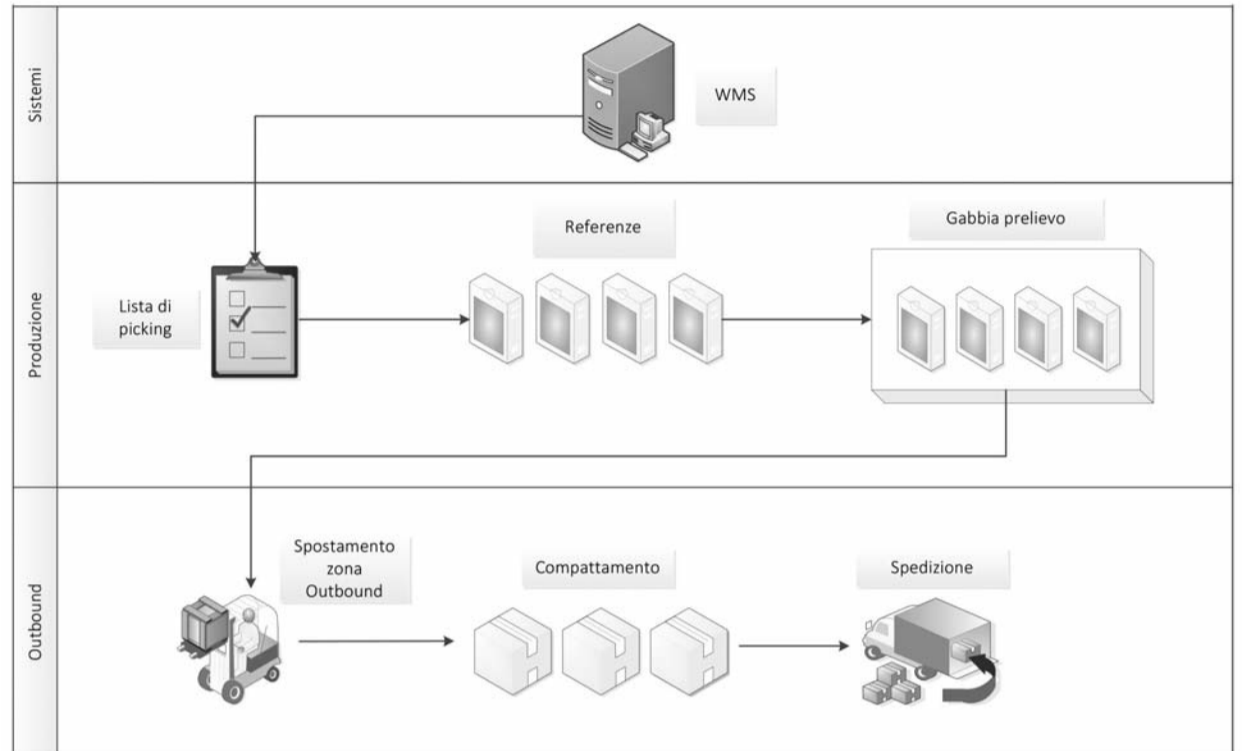 Sistemi
WMS
Produzione
Lista di
picking
Referenze
Gabbia prelievo
Outbound
Spostamento
zona
Outbound
Compattamento
Spedizione